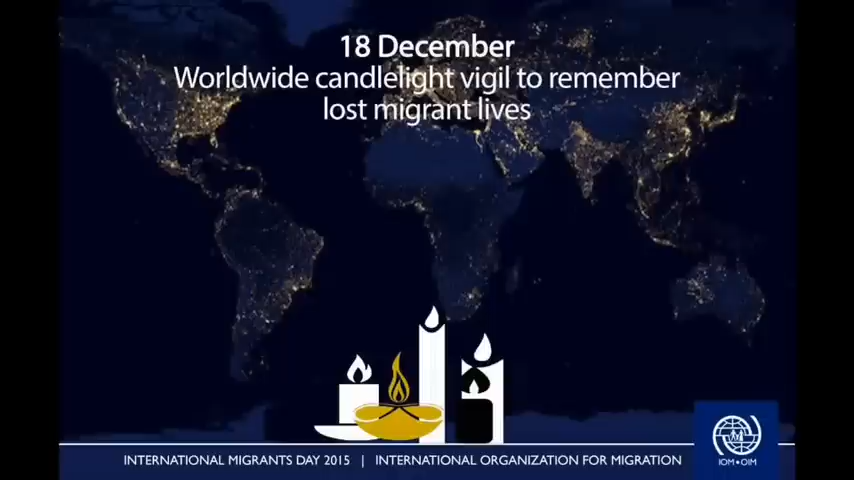 18 December
Worldwide candlelight vigil to remember
lost migrant lives
INTERNATIONAL MIGRANTS DAY 2015 | INTERNATIONAL ORGANIZATION FOR MIGRATION
IOM • OIM